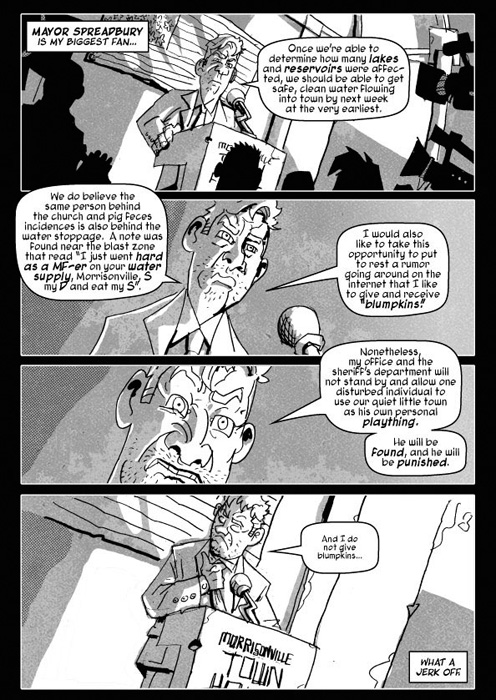 MAYOR SPREADBURY
IS MY BIGGEST FAN...
Once we're able to
determine how many lakes
and reservoirs were affec-
ted, we should be able to get
safe, clean water flowing
into town by next week
at the very earliest.
We do believe the
same person behind
the church and pig feces
incidences is also behind the
water stoppage. A note was
found near the blast zone
that read "I just went hard
as a MF-er on your water
supply, Morrisonville, S
my D and eat my S".
I would also
like to take this
opportunity to put
to rest a rumor
going around on the
internet that I like
to give and receive
"blumpkins."
Nonetheless,
my office and the
sheriff's department will
not stand by and allow one
disturbed individual to
use our quiet little town
as his own personal
plaything.
He will be
found, and he will
be punished.
And I do
not give
blumpkins...
MORRISONVILLE
TOWN
WHAT A
JERK OFF.